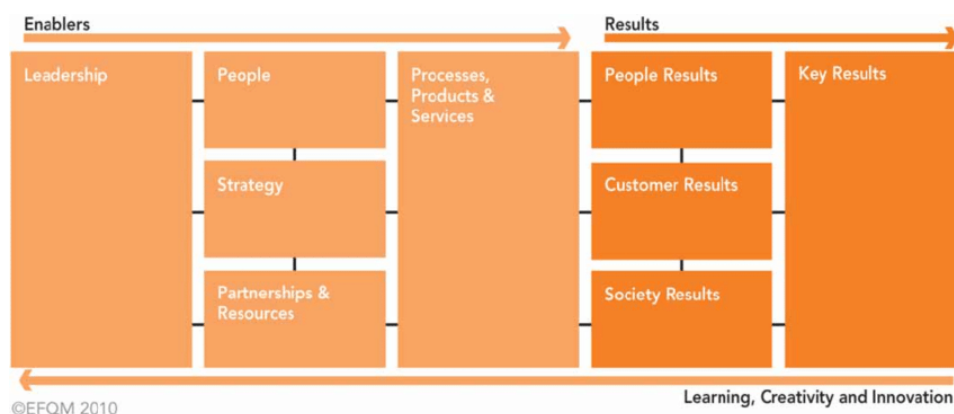 Enablers
Results
Leadership
People
Processes,
Products &
Services
People Results
Key Results
Strategy
Customer Results
Partnerships &
Resources
Society Results
Learning, Creativity and Innovation
©EFQM 2010